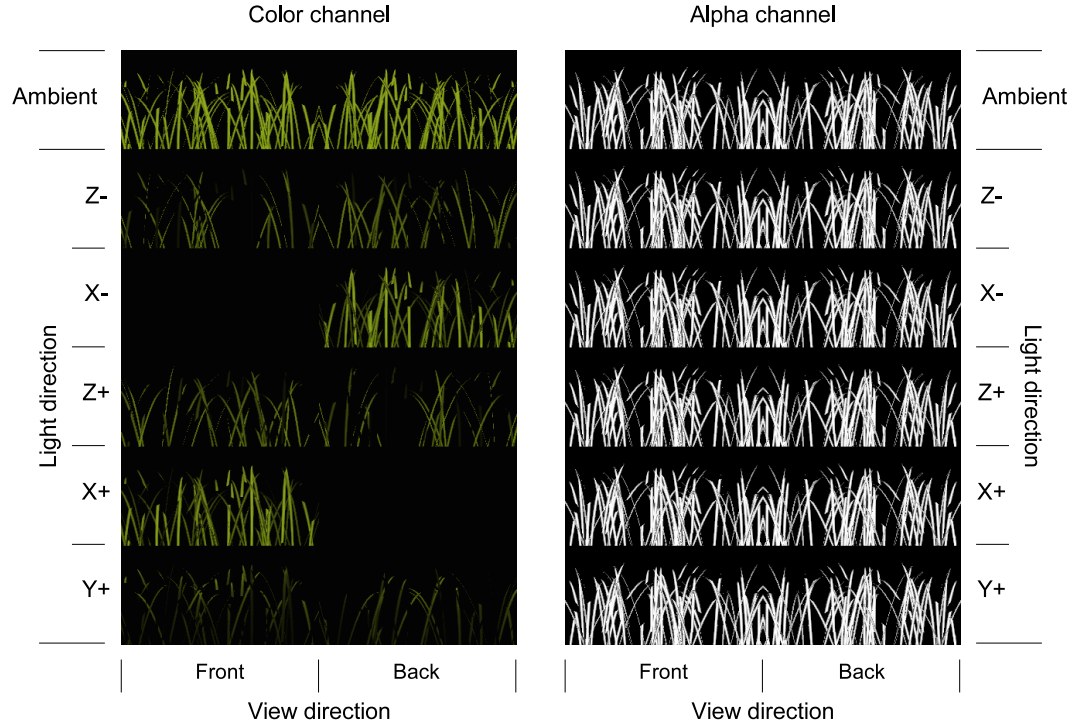 Color channel
Alpha channel
Ambient
Ambient
Z-
Z-
X-
X-
Light direction
Light direction
Z+
Z+
X+
X+
Y+
Y+
Front
Back
Front
Back
View direction
View direction